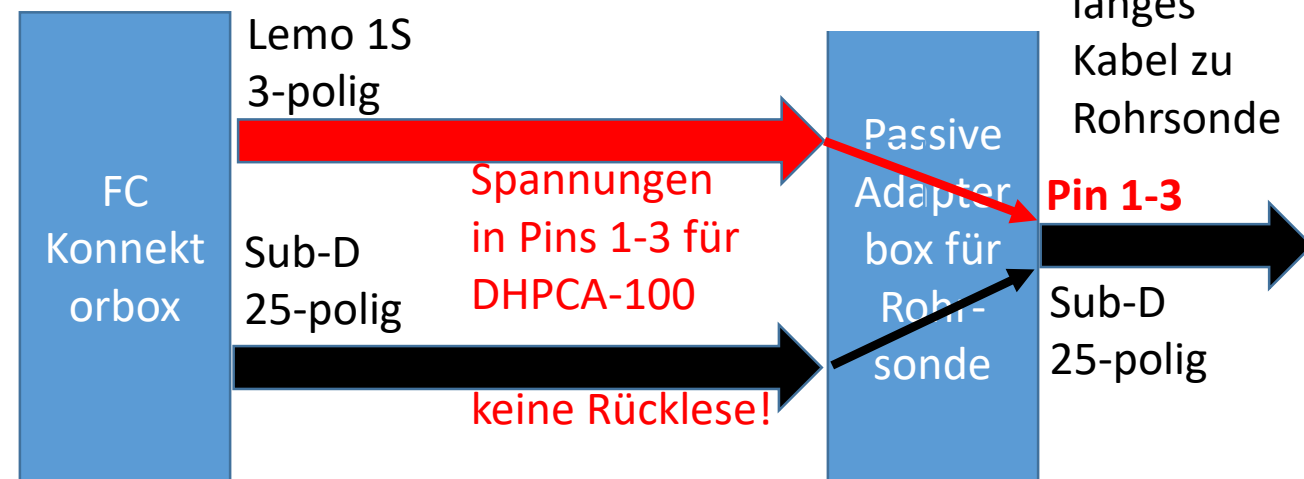 FC
Konnekt
orbox
Lemo 1S
3-polig
Spannungen
in Pins 1-3 für
DHPCA-100
Sub-D
25-polig
keine Rücklese!
Passive
Adapter
box für
Rohr-
sonde
langes
Kabel zu
Rohrsonde
Pin 1-3
Sub-D
25-polig